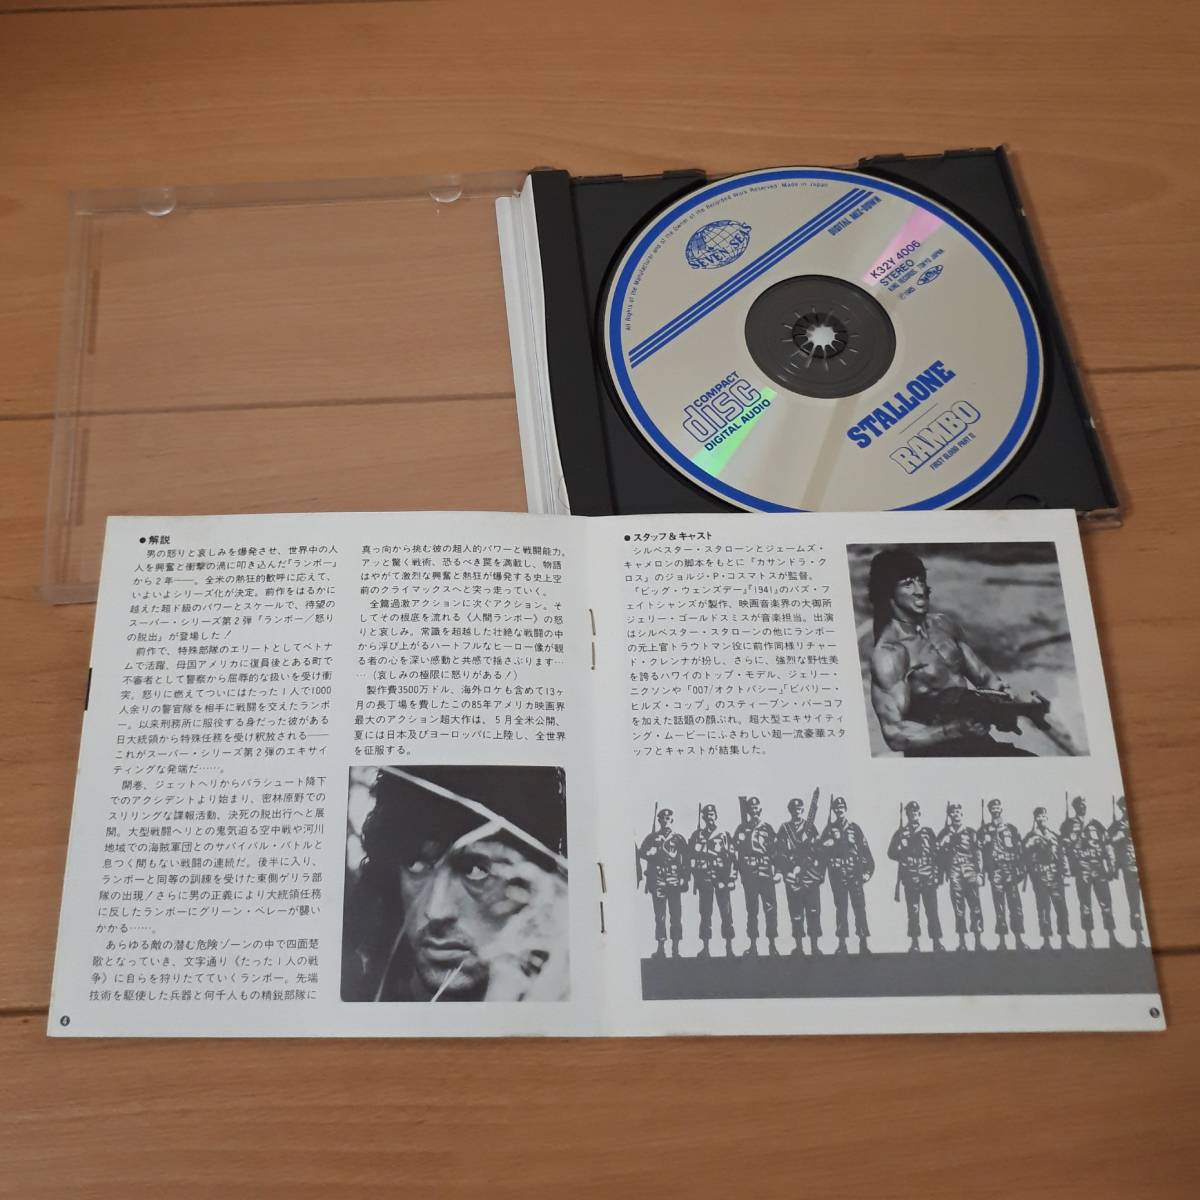 All Rights of the Manufacturer and of the Owner of the Recorded Work Reserved. Made in Japan
SEVEN SEAS
DIGITAL MIX-DOWN
K32Y 4006
STEREO
KING RECORDS, TOKYO JAPAN
COMPACT
disc
DIGITAL AUDIO
STALLONE
RAMBO
FIRST BLOOD PART II
●解説
男の怒りと哀しみを爆発させ、世界中の人
人を興奮と衝撃の渦に叩き込んだ『ランボー』
から2年――。全米の熱狂的歓呼に応えて、
いよいよシリーズ化が決定。前作をはるかに
越えた超ド級のパワーとスケールで、待望の
スーパー・シリーズ第2弾『ランボー/怒り
の脱出』が登場した!
前作で、特殊部隊のエリートとしてベトナ
ムで活躍、母国アメリカに復員後とある町で
不審者として警察から屈辱的な扱いを受け衝
突。怒りに燃えてついにはたった1人で1000
人余りの警官隊を相手に戦闘を交えたランボ
ー。以来刑務所に服役する身だった彼がある
日大統領から特殊任務を受け釈放される――
これがスーパー・シリーズ第2弾のエキサイ
ティングな発端だ……。
開巻、ジェットヘリからパラシュート降下
でのアクシデントより始まり、密林原野での
スリリングな諜報活動、決死の脱出行へと展
開。大型戦闘ヘリとの鬼気迫る空中戦や河川
地域での海賊軍団とのサバイバル・バトルと
息つく間もない戦闘の連続だ。後半に入り、
ランボーと同等の訓練を受けた東側ゲリラ部
隊の出現!さらに男の正義により大統領任務
に反したランボーにグリーン・ベレーが襲い
かかる……。
あらゆる敵の潜む危険ゾーンの中で四面楚
歌となっていき、文字通り《たった1人の戦
争》に自らを狩りたてていくランボー。先端
技術を駆使した兵器と何千人もの精鋭部隊に
真っ向から挑む彼の超人的パワーと戦闘能力。
アッと驚く戦術、恐るべき罠を満載し、物語
はやがて激烈な興奮と熱狂が爆発する史上空
前のクライマックスへと突っ走っていく。
全篇過激アクションに次ぐアクション。そ
してその根底を流れる《人間ランボー》の怒
りと哀しみ。常識を超越した壮絶な戦闘の中
から浮び上がるハートフルなヒーロー像が観
る者の心を深い感動と共感で揺さぶります…
…(哀しみの極限に怒りがある!)
製作費3500万ドル、海外ロケも含めて13ヶ
月の長丁場を費したこの85年アメリカ映画界
最大のアクション超大作は、5月全米公開、
夏には日本及びヨーロッパに上陸し、全世界
を征服する。
4
●スタッフ&キャスト
シルベスター・スタローンとジェームズ・
キャメロンの脚本をもとに『カサンドラ・ク
ロス』のジョルジ・P・コスマトスが監督。
『ビッグ・ウェンズデー』『1941』のバズ・フ
ェイトシャンズが製作、映画音楽界の大御所
ジェリー・ゴールドスミスが音楽担当。出演
はシルベスター・スタローンの他にランボー
の元上官トラウトマン役に前作同様リチャー
ド・クレンナが扮し、さらに、強烈な野性美
を誇るハワイのトップ・モデル、ジェリー・
ニクソンや『007/オクトパシー』『ビバリー・
ヒルズ・コップ』のスティーブン・バーコフ
を加えた話題の顔ぶれ。超大型エキサイティ
ング・ムービーにふさわしい超一流豪華スタ
ッフとキャストが結集した。